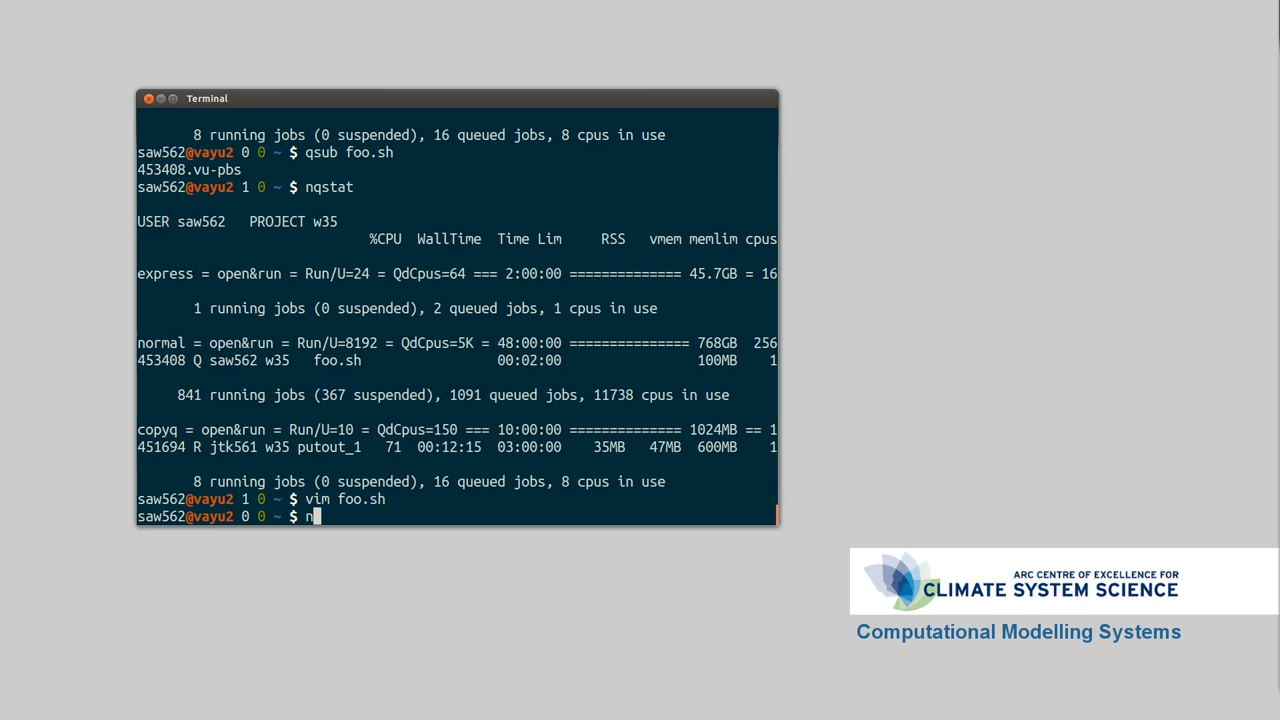 Terminal
8 running jobs (0 suspended), 16 queued jobs, 8 cpus in use
saw562@vayu2 0 0 ~ $ qsub foo.sh
453408.vu-pbs
saw562@vayu2 1 0 ~ $ nqstat
USER saw562   PROJECT w35
%CPU  WallTime  Time Lim     RSS   vmem memlim cpus
express = open&run = Run/U=24 = QdCpus=64 === 2:00:00 ============== 45.7GB = 16
1 running jobs (0 suspended), 2 queued jobs, 1 cpus in use
normal = open&run = Run/U=8192 = QdCpus=5K = 48:00:00 =============== 768GB  256
453408 Q saw562 w35   foo.sh                 00:02:00                 100MB    1
841 running jobs (367 suspended), 1091 queued jobs, 11738 cpus in use
copyq = open&run = Run/U=10 = QdCpus=150 === 10:00:00 ============== 1024MB == 1
451694 R jtk561 w35 putout_1   71  00:12:15  03:00:00    35MB   47MB  600MB    1
8 running jobs (0 suspended), 16 queued jobs, 8 cpus in use
saw562@vayu2 1 0 ~ $ vim foo.sh
saw562@vayu2 0 0 ~ $ n
ARC CENTRE OF EXCELLENCE FOR
CLIMATE SYSTEM SCIENCE
Computational Modelling Systems